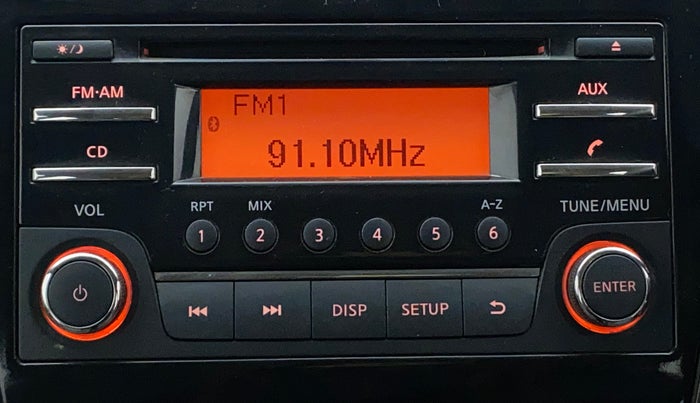 FM·AM
AUX
FM1
91.10MHz
CD
VOL
RPT
MIX
A-Z
TUNE/MENU
1
2
3
4
5
6
ENTER
DISP
SETUP